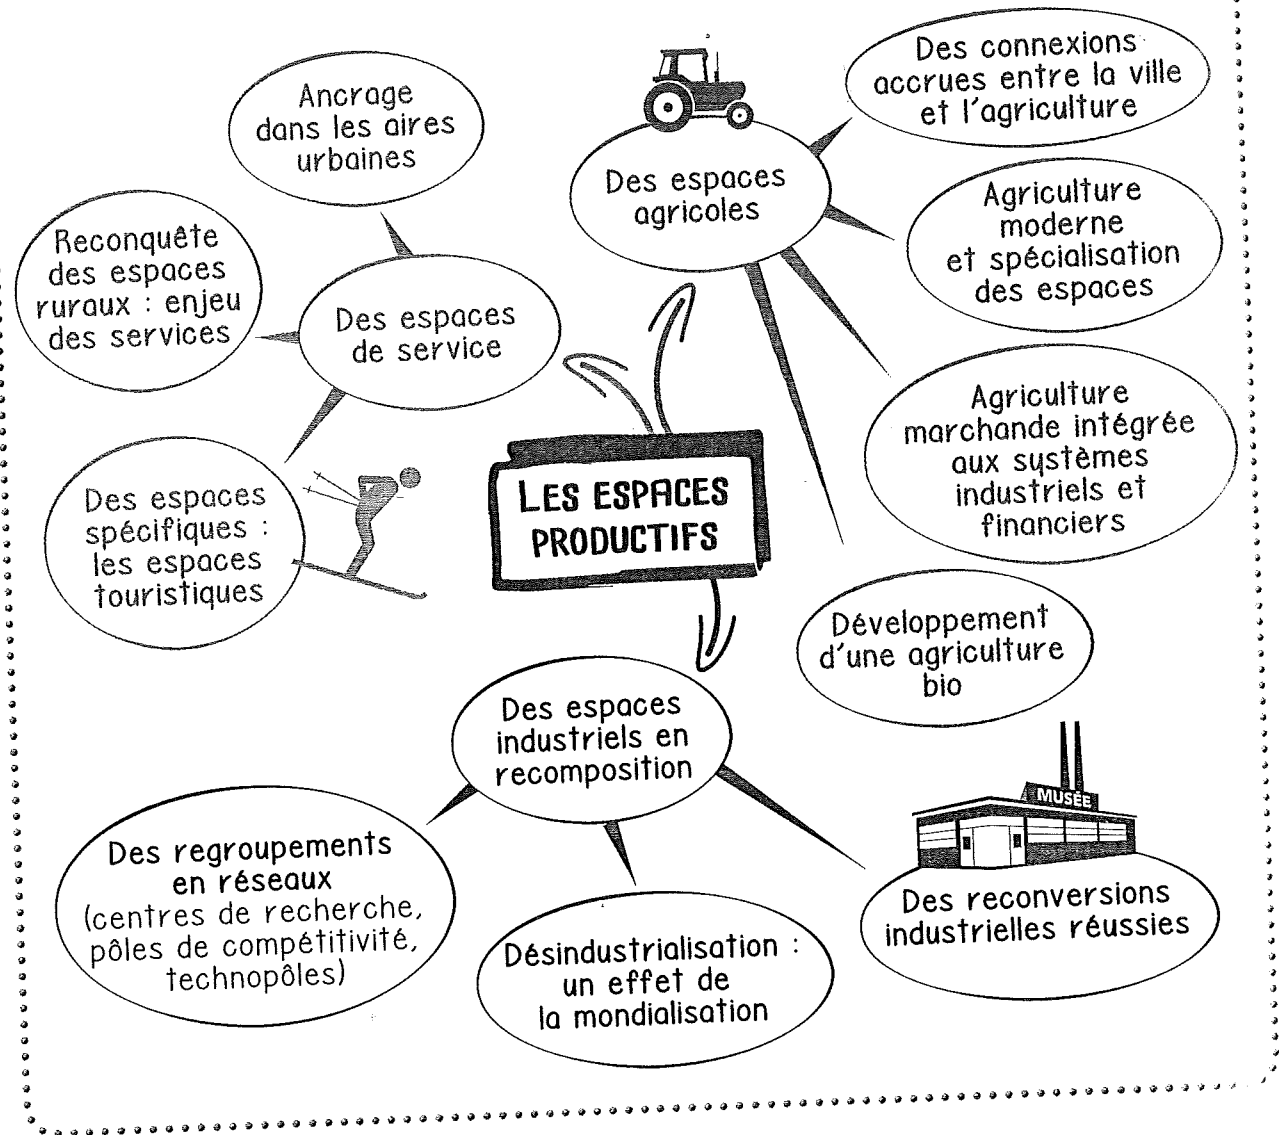 Ancrage
dans les aires
urbaines
Reconquête
des espaces
ruraux : enjeu
des services
Des espaces
de service
Des espaces
spécifiques :
les espaces
touristiques
Des espaces
agricoles
Des connexions
accrues entre la ville
et l'agriculture
Agriculture
moderne
et spécialisation
des espaces
Agriculture
marchande intégrée
aux systèmes
industriels et
financiers
Développement
d'une agriculture
bio
LES ESPACES
PRODUCTIFS
Des espaces
industriels en
recomposition
Des regroupements
en réseaux
(centres de recherche,
pôles de compétitivité,
technopôles)
Désindustrialisation :
un effet de
la mondialisation
MUSÉE
Des reconversions
industrielles réussies